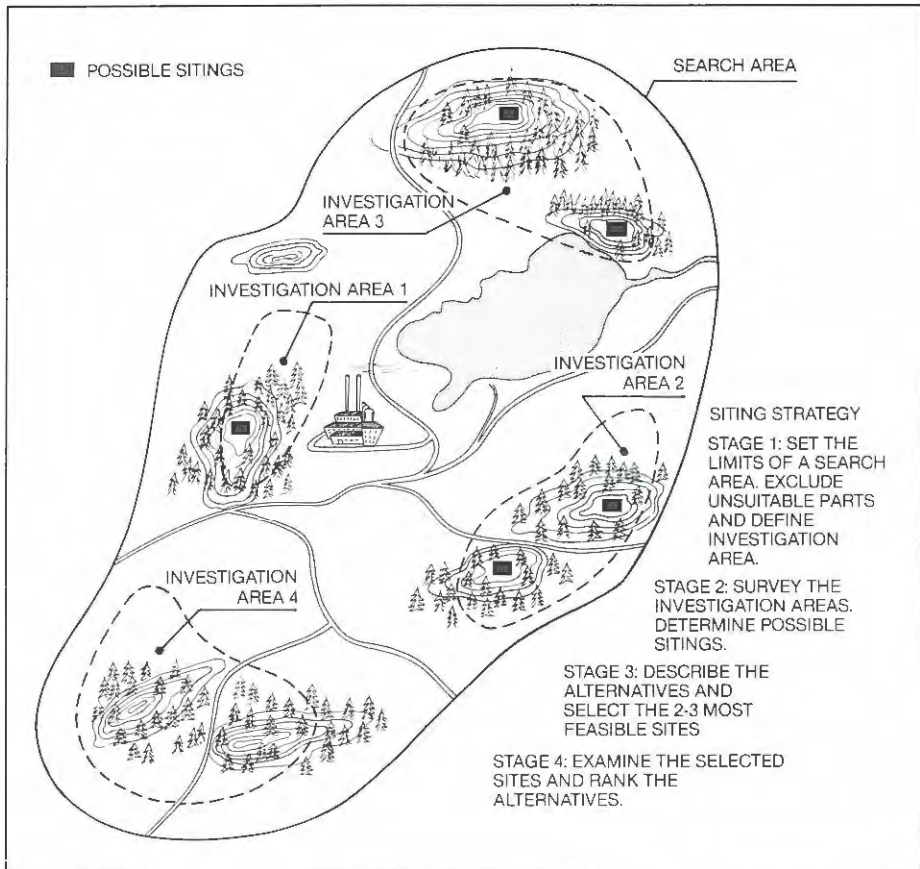 POSSIBLE SITINGS
SEARCH AREA
INVESTIGATION
AREA 3
INVESTIGATION AREA 1
INVESTIGATION
AREA 2
SITING STRATEGY
STAGE 1: SET THE
LIMITS OF A SEARCH
AREA. EXCLUDE
UNSUITABLE PARTS
AND DEFINE
INVESTIGATION
AREA.
INVESTIGATION
AREA 4
STAGE 2: SURVEY THE
INVESTIGATION AREAS.
DETERMINE POSSIBLE
SITINGS.
STAGE 3: DESCRIBE THE
ALTERNATIVES AND
SELECT THE 2-3 MOST
FEASIBLE SITES
STAGE 4: EXAMINE THE SELECTED
SITES AND RANK THE
ALTERNATIVES.